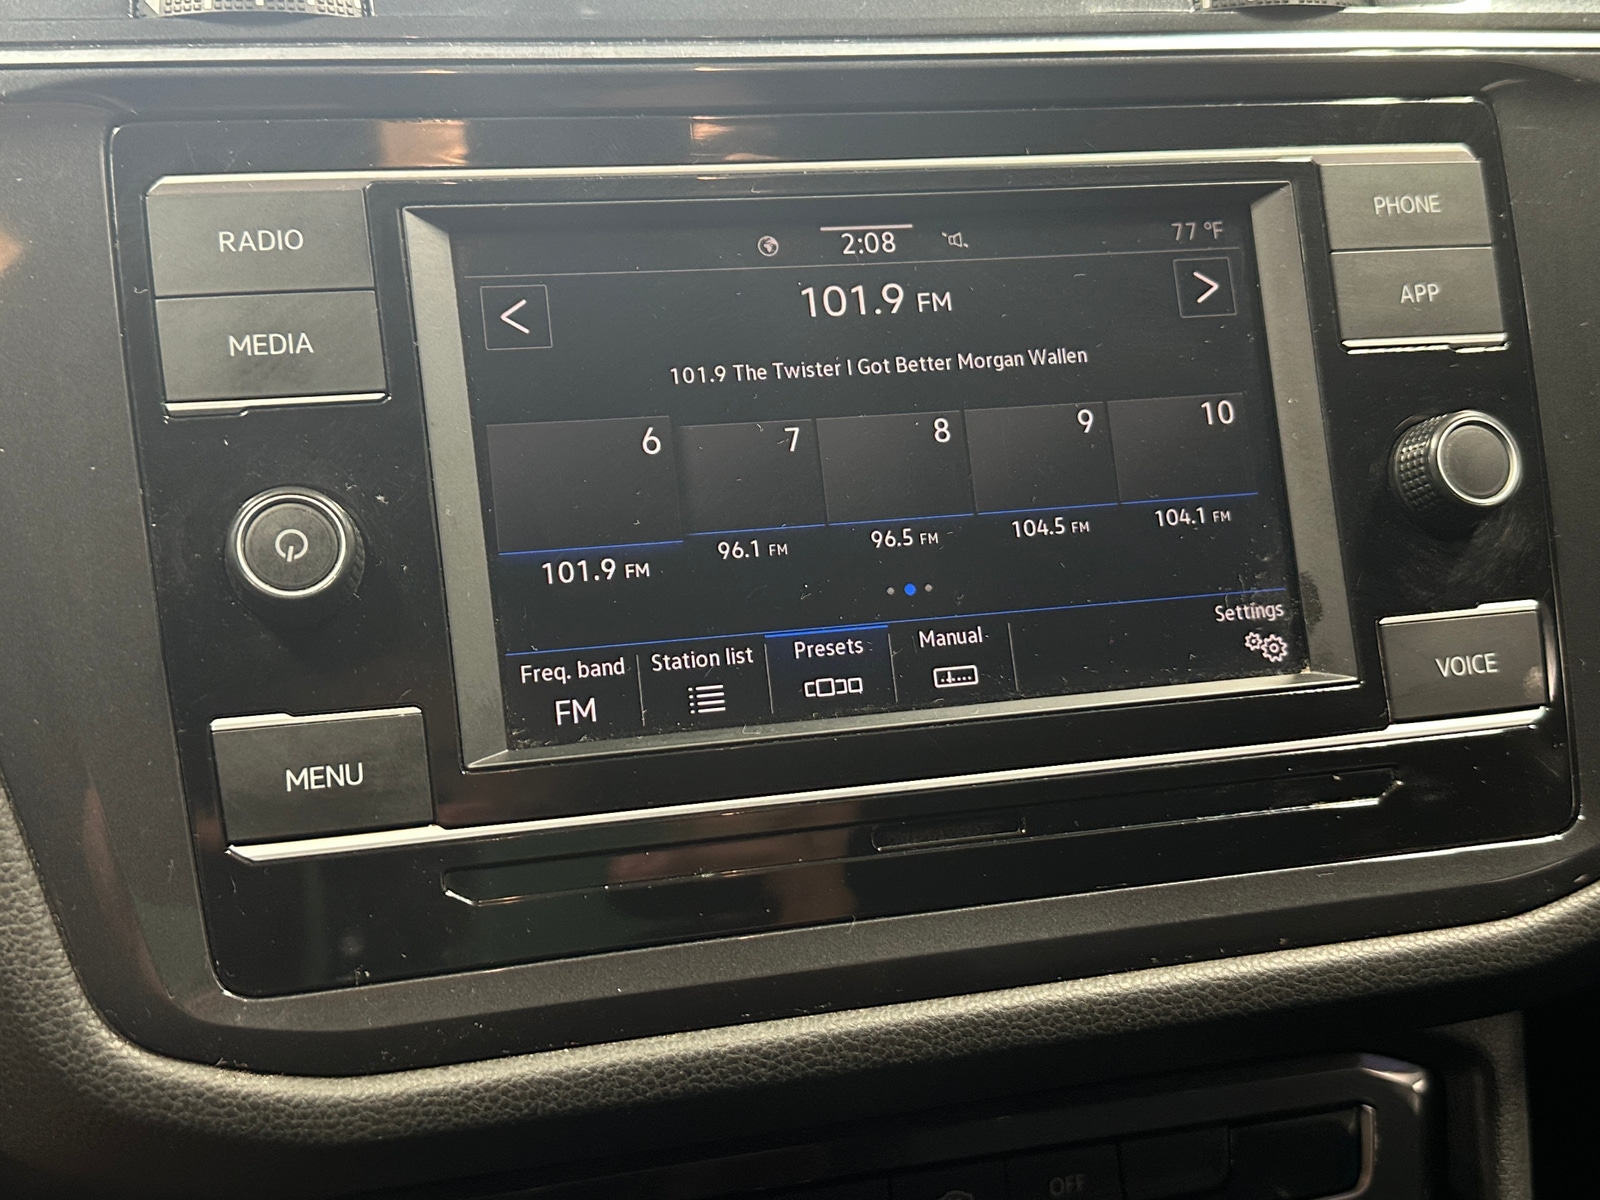 RADIO
MEDIA
MENU
2:08
77 °F
<
101.9 FM
>
101.9 The Twister I Got Better Morgan Wallen
6
7
8
9
10
101.9 FM
96.1 FM
96.5 FM
104.5 FM
104.1 FM
Freq. band
FM
Station list
Presets
Manual
Settings
PHONE
APP
VOICE
OFF